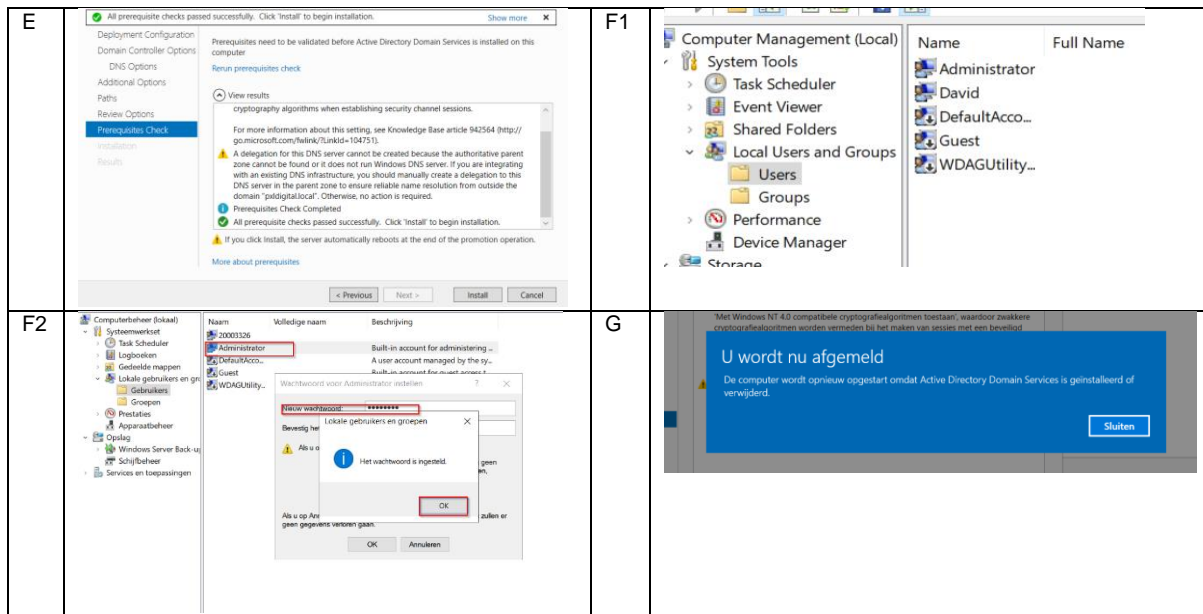 E
All prerequisite checks passed successfully. Click 'Install' to begin installation.
Show more
Deployment Configuration
Domain Controller Options
DNS Options
Additional Options
Paths
Review Options
Prerequisites Check
Installation
Results
Prerequisites need to be validated before Active Directory Domain Services is installed on this
computer
Rerun prerequisites check
View results
cryptography algorithms when establishing security channel sessions.
For more information about this setting, see Knowledge Base article 942564 (http://
go.microsoft.com/fwlink/?LinkId=104751).
A delegation for this DNS server cannot be created because the authoritative parent
zone cannot be found or it does not run Windows DNS server. If you are integrating
with an existing DNS infrastructure, you should manually create a delegation to this
DNS server in the parent zone to ensure reliable name resolution from outside the
domain "pxldigital.local". Otherwise, no action is required.
Prerequisites Check Completed
All prerequisite checks passed successfully. Click 'Install' to begin installation.
If you click Install, the server automatically reboots at the end of the promotion operation.
More about prerequisites
< Previous
Next >
Install
Cancel
F1
Computer Management (Local)
System Tools
Task Scheduler
Event Viewer
Shared Folders
Local Users and Groups
Users
Groups
Performance
Device Manager
Storage
Name
Full Name
Administrator
David
DefaultAcco...
Guest
WDAGUtility...
F2
Computerbeheer (lokaal)
Systeemwerkset
Task Scheduler
Logboeken
Gedeelde mappen
Lokale gebruikers en gr
Gebruikers
Groepen
Prestaties
Apparaatbeheer
Opslag
Windows Server Back-u
Schijfbeheer
Services en toepassingen
Naam
Volledige naam
Beschrijving
20003326
Administrator
Built-in account for administering ...
DefaultAcco...
A user account managed by the sy...
Guest
Built-in account for guest access t...
WDAGUtility...
Wachtwoord voor Administrator instellen
Nieuw wachtwoord:
Bevestig he
Lokale gebruikers en groepen
Als u o
geen
en,
Het wachtwoord is ingesteld.
OK
Als u op Ann
zullen er
geen gegevens verloren gaan.
OK
Annuleren
G
'Met Windows NT 4.0 compatibele cryptografiealgoritmen toestaan', waardoor zwakkere
cryptografiealgoritmen worden vermeden bij het maken van sessies met een beveiligd
U wordt nu afgemeld
De computer wordt opnieuw opgestart omdat Active Directory Domain Services is geïnstalleerd of
verwijderd.
Sluiten